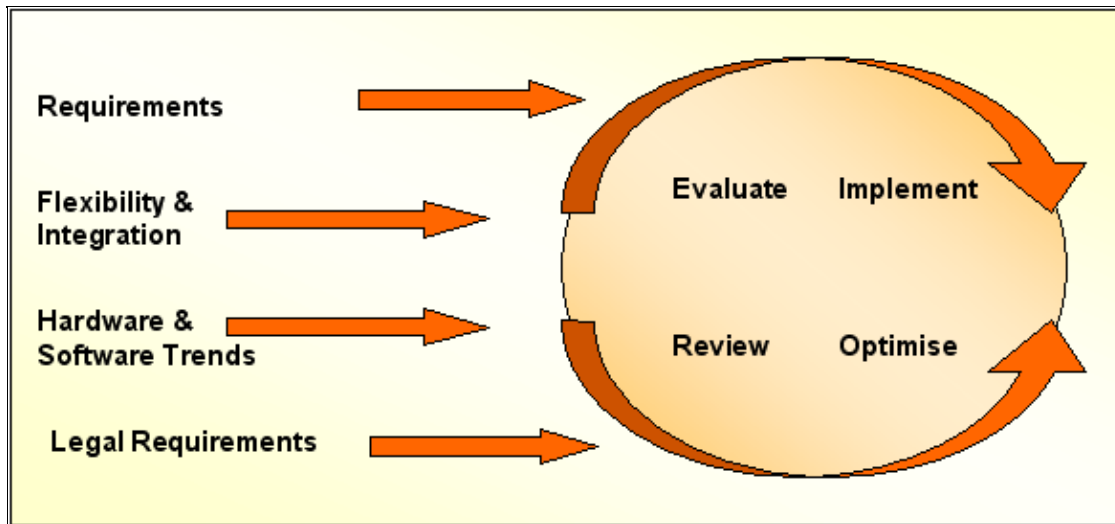 Requirements
Flexibility &
Integration
Hardware &
Software Trends
Legal Requirements
Evaluate
Implement
Review
Optimise